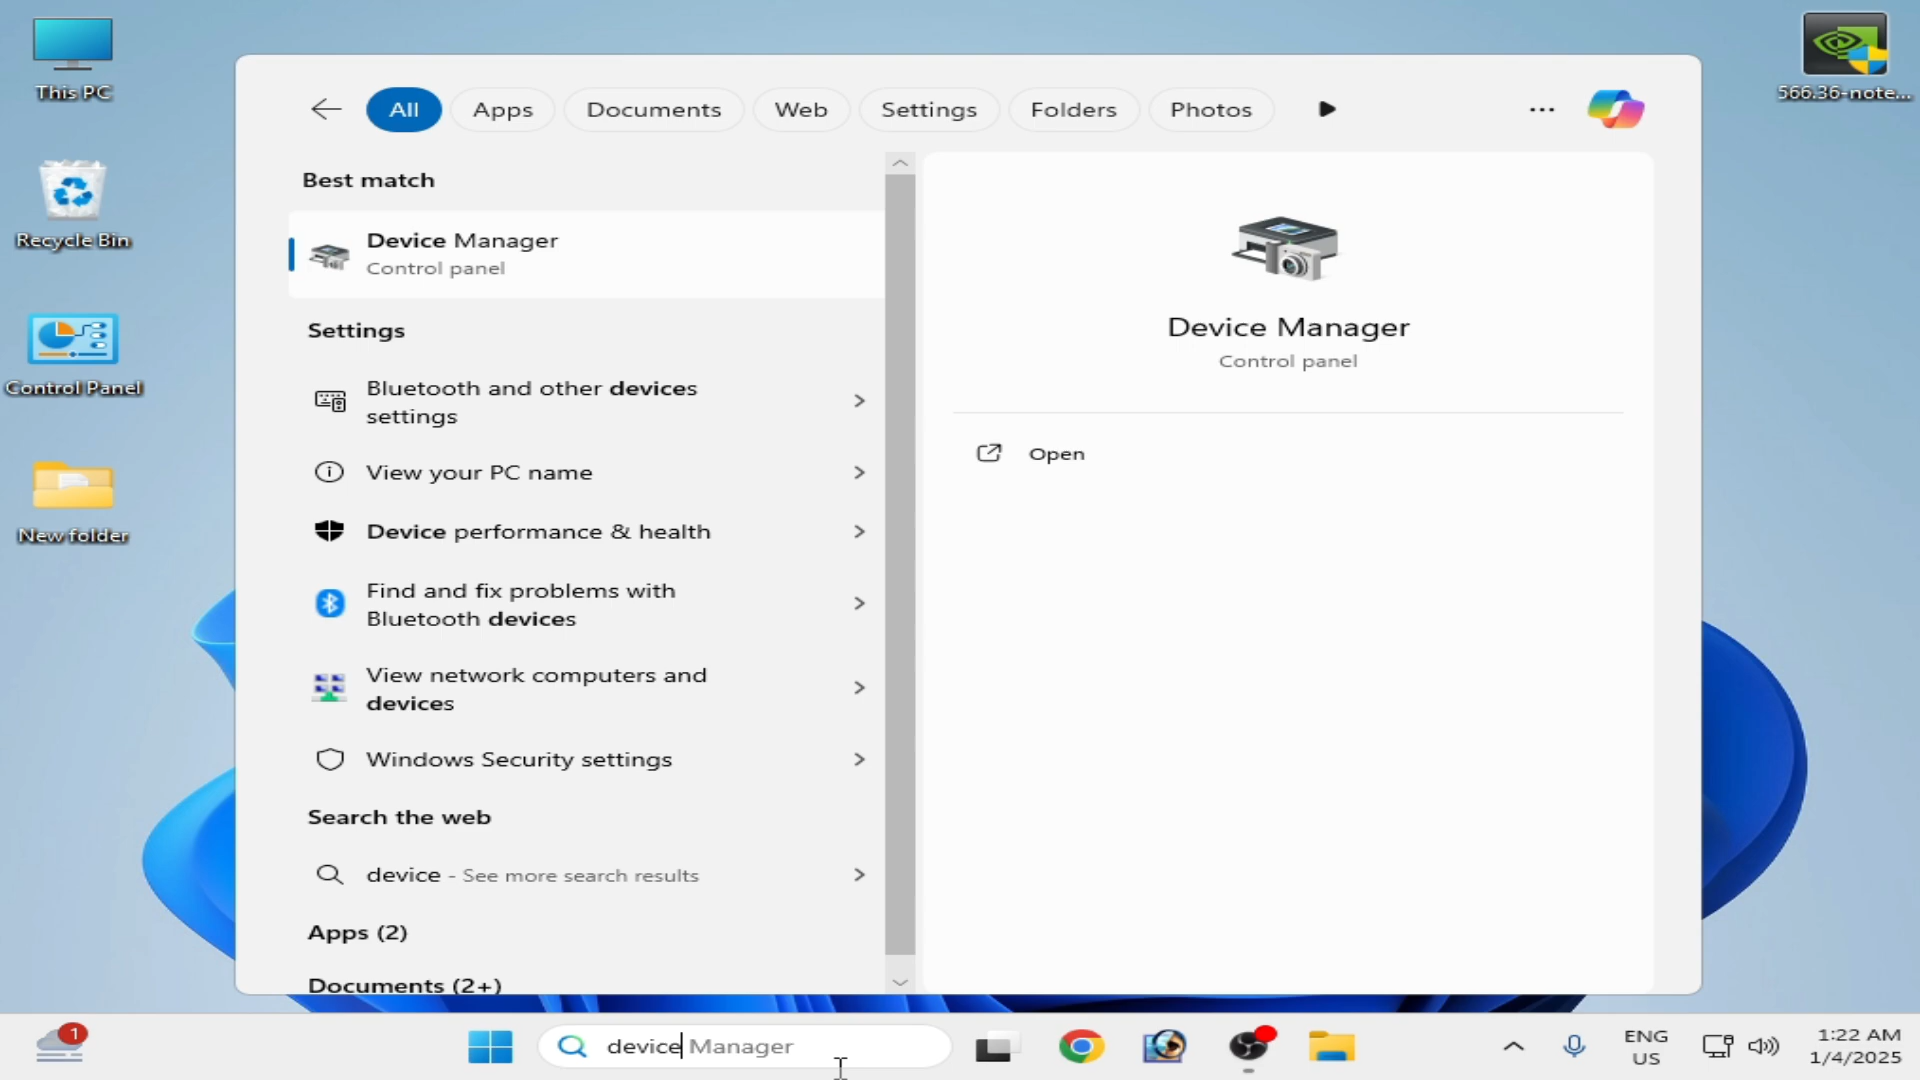 This PC
Recycle Bin
Control Panel
New folder
566.36-note...
All
Apps
Documents
Web
Settings
Folders
Photos
Best match
Device Manager
Control panel
Settings
Bluetooth and other devices
settings
View your PC name
Device performance & health
Find and fix problems with
Bluetooth devices
View network computers and
devices
Windows Security settings
Search the web
device - See more search results
Apps (2)
Documents (2+)
Device Manager
Control panel
Open
1
device Manager
ENG
US
1:22 AM
1/4/2025